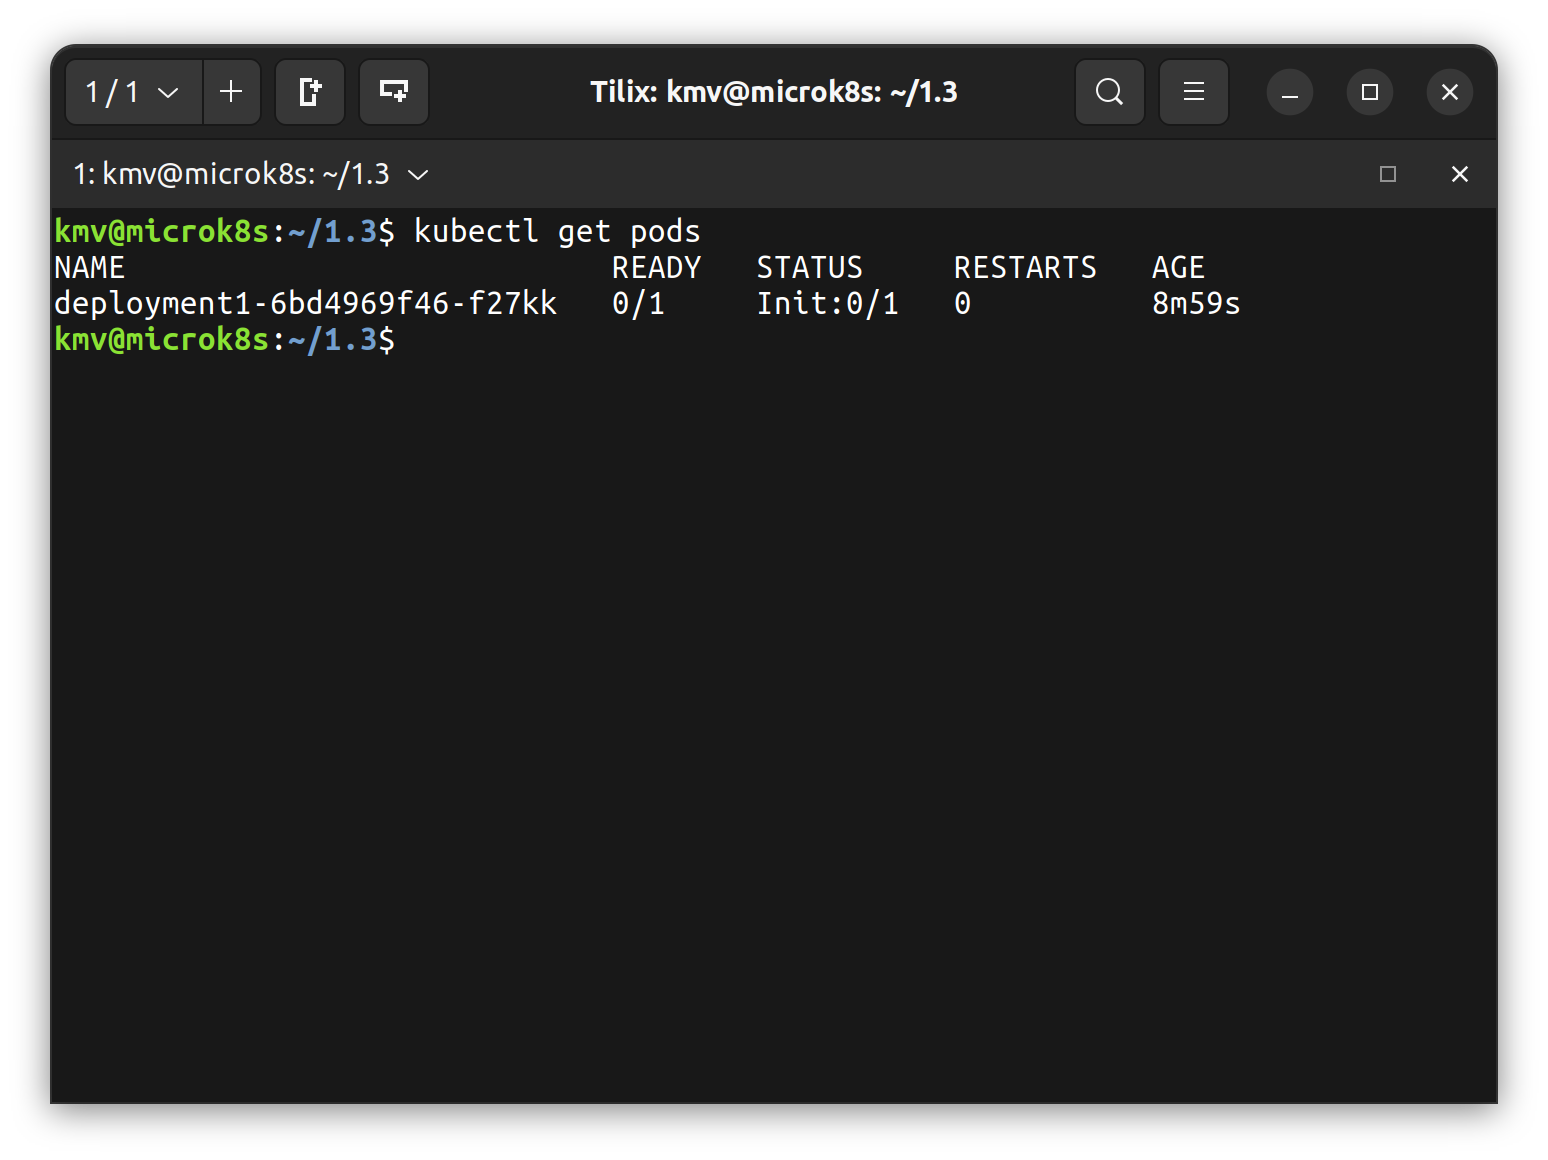 1 / 1
Tilix: kmv@microk8s: ~/1.3
1: kmv@microk8s: ~/1.3
kmv@microk8s:~/1.3$ kubectl get pods
NAME                           READY   STATUS     RESTARTS   AGE
deployment1-6bd4969f46-f27kk   0/1     Init:0/1   0          8m59s
kmv@microk8s:~/1.3$